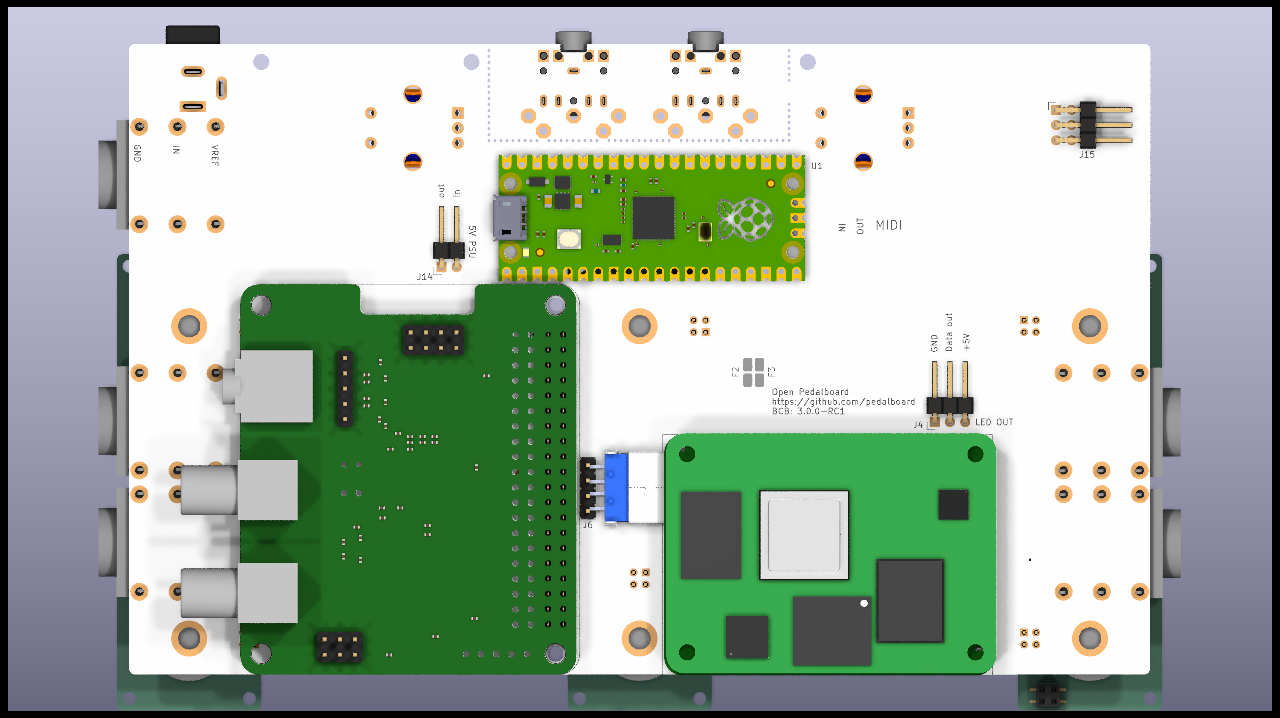 GND
IN
VREF
out
in
5V PSU
J14
U1
J15
IN
OUT
MIDI
GND
Data out
+5V
F2
F3
Open Pedalboard
https://github.com/pedalboard
BCB: 3.0.0-RC1
J4
LED OUT
J6